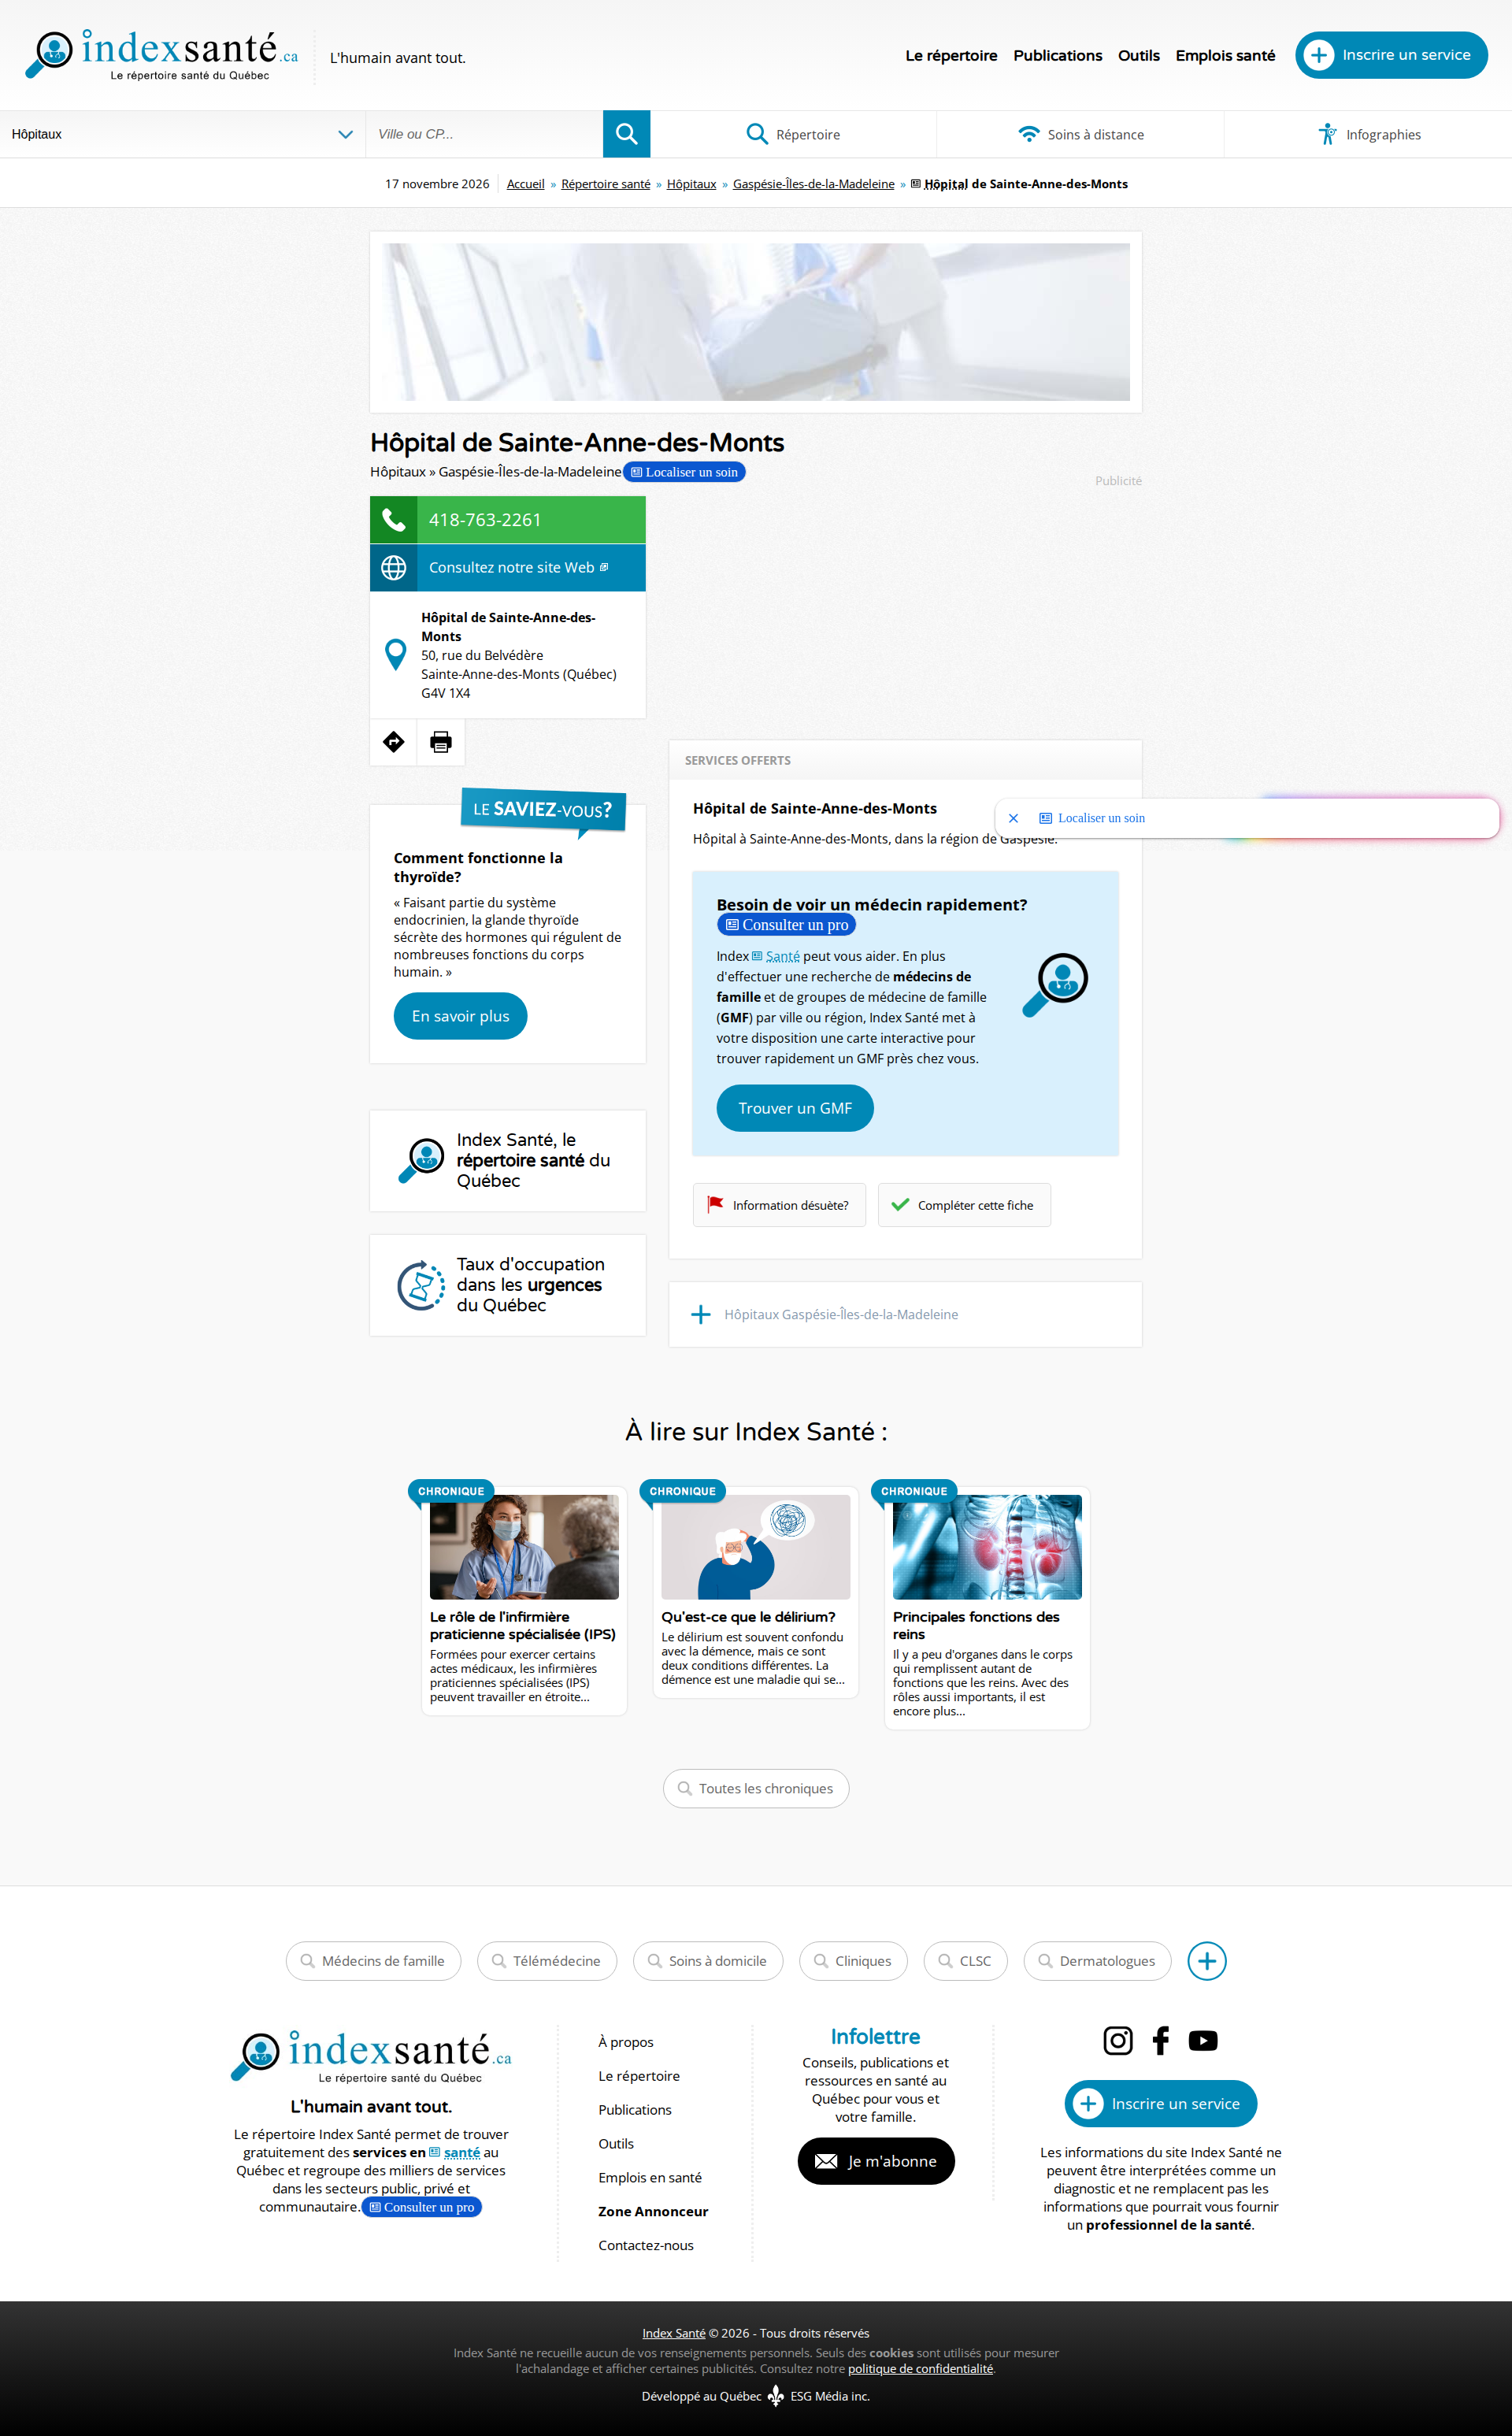 indexsanté.ca
Le répertoire santé du Québec
L'humain avant tout.
Le répertoire
Publications
Outils
Emplois santé
Inscrire un service
Hôpitaux
Ville ou CP...
Répertoire
Soins à distance
Infographies
17 novembre 2026
Accueil » Répertoire santé » Hôpitaux » Gaspésie-Îles-de-la-Madeleine » Hôpital de Sainte-Anne-des-Monts
Hôpital de Sainte-Anne-des-Monts
Hôpitaux » Gaspésie-Îles-de-la-Madeleine Localiser un soin
Publicité
418-763-2261
Consultez notre site Web
Hôpital de Sainte-Anne-des-
Monts
50, rue du Belvédère
Sainte-Anne-des-Monts (Québec)
G4V 1X4
LE SAVIEZ-VOUS?
Comment fonctionne la
thyroïde?
« Faisant partie du système
endocrinien, la glande thyroïde
sécrète des hormones qui régulent de
nombreuses fonctions du corps
humain. »
En savoir plus
Index Santé, le
répertoire santé du
Québec
Taux d'occupation
dans les urgences
du Québec
SERVICES OFFERTS
Hôpital de Sainte-Anne-des-Monts
Localiser un soin
Hôpital à Sainte-Anne-des-Monts, dans la région de Gaspésie.
Besoin de voir un médecin rapidement?
Consulter un pro
Index Santé peut vous aider. En plus
d'effectuer une recherche de médecins de
famille et de groupes de médecine de famille
(GMF) par ville ou région, Index Santé met à
votre disposition une carte interactive pour
trouver rapidement un GMF près chez vous.
Trouver un GMF
Information désuète?
Compléter cette fiche
Hôpitaux Gaspésie-Îles-de-la-Madeleine
À lire sur Index Santé :
CHRONIQUE
Le rôle de l'infirmière
praticienne spécialisée (IPS)
Formées pour exercer certains
actes médicaux, les infirmières
praticiennes spécialisées (IPS)
peuvent travailler en étroite...
CHRONIQUE
Qu'est-ce que le délirium?
Le délirium est souvent confondu
avec la démence, mais ce sont
deux conditions différentes. La
démence est une maladie qui se...
CHRONIQUE
Principales fonctions des
reins
Il y a peu d'organes dans le corps
qui remplissent autant de
fonctions que les reins. Avec des
rôles aussi importants, il est
encore plus...
Toutes les chroniques
Médecins de famille
Télémédecine
Soins à domicile
Cliniques
CLSC
Dermatologues
indexsanté.ca
Le répertoire santé du Québec
L'humain avant tout.
Le répertoire Index Santé permet de trouver
gratuitement des services en santé au
Québec et regroupe des milliers de services
dans les secteurs public, privé et
communautaire. Consulter un pro
À propos
Le répertoire
Publications
Outils
Emplois en santé
Zone Annonceur
Contactez-nous
Infolettre
Conseils, publications et
ressources en santé au
Québec pour vous et
votre famille.
Je m'abonne
Inscrire un service
Les informations du site Index Santé ne
peuvent être interprétées comme un
diagnostic et ne remplacent pas les
informations que pourrait vous fournir
un professionnel de la santé.
Index Santé © 2026 - Tous droits réservés
Index Santé ne recueille aucun de vos renseignements personnels. Seuls des cookies sont utilisés pour mesurer
l'achalandage et afficher certaines publicités. Consultez notre politique de confidentialité.
Développé au Québec ESG Média inc.